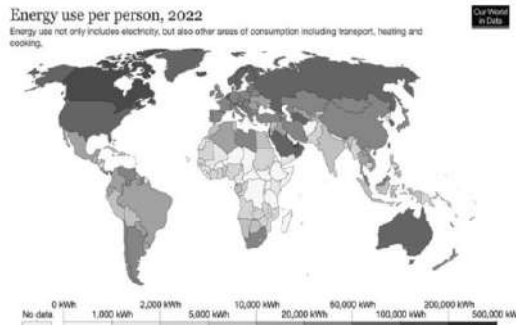 Energy use per person, 2022
Our World
in Data
Energy use not only includes electricity, but also other areas of consumption including transport, heating and
cooking.
0 kWh 2,000 kWh 10,000 kWh 60,000 kWh 200,000 kWh
No data 1,000 kWh 5,000 kWh 20,000 kWh 100,000 kWh 500,000 kW